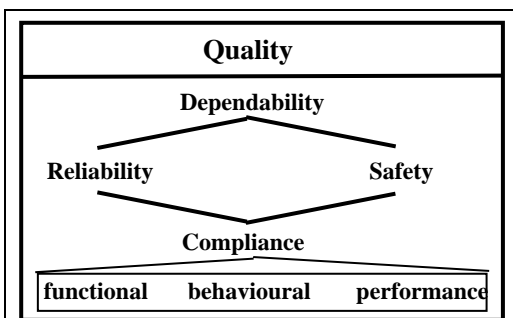 Quality
Dependability
Reliability Safety
Compliance
functional behavioural performance